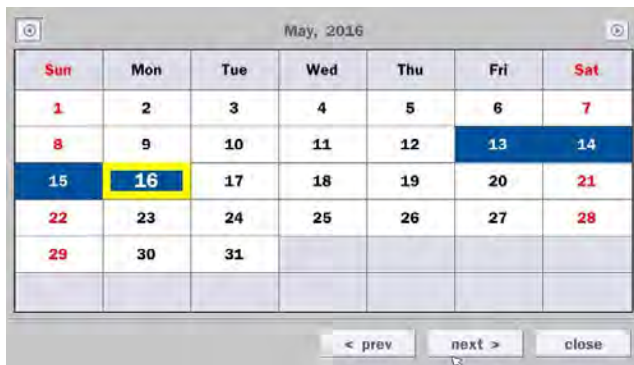 May, 2016
Sun Mon Tue Wed Thu Fri Sat
1 2 3 4 5 6 7
8 9 10 11 12 13 14
15 16 17 18 19 20 21
22 23 24 25 26 27 28
29 30 31
< prev next > close